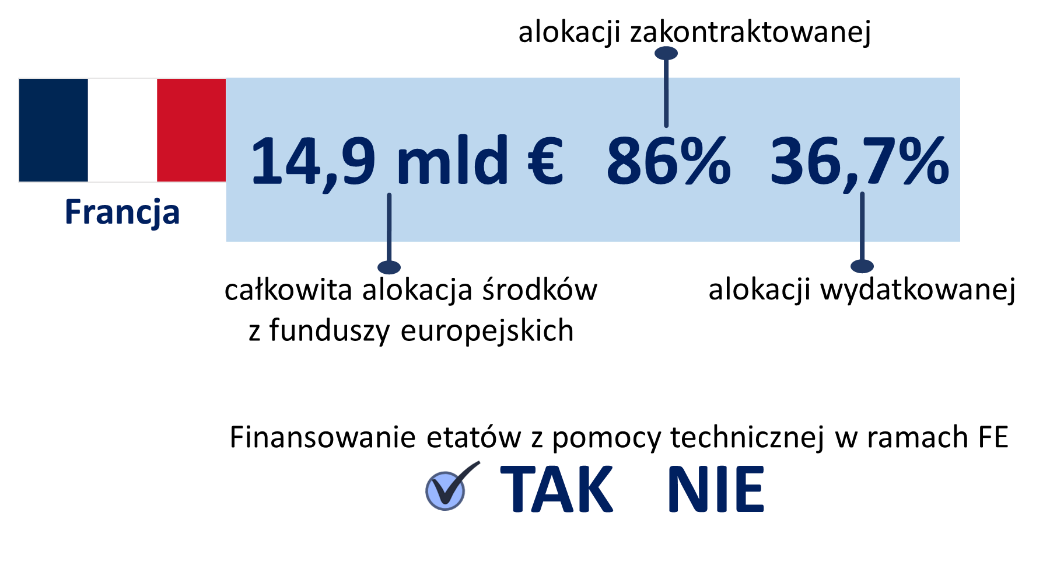 alokacji zakontraktowanej
14,9 mld € 86% 36,7%
Francja
całkowita alokacja środków
z funduszy europejskich
alokacji wydatkowanej
Finansowanie etatów z pomocy technicznej w ramach FE
TAK NIE